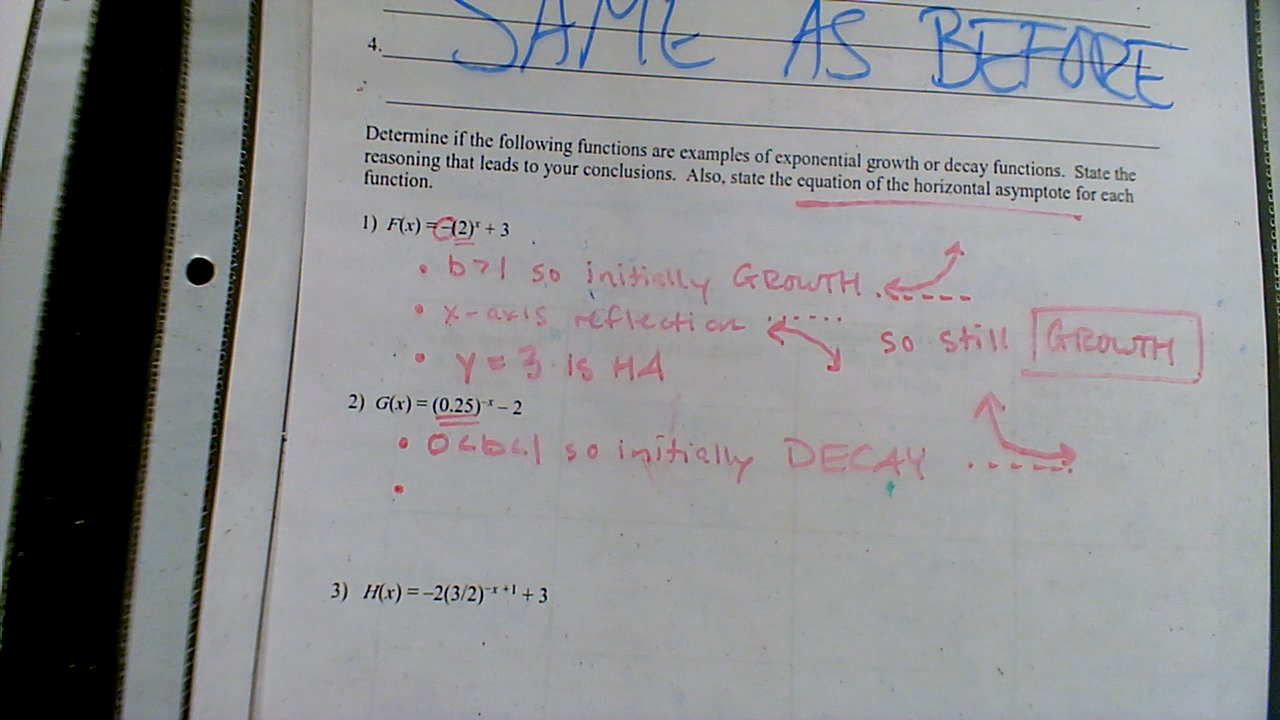 SAME AS BEFORE
4.
Determine if the following functions are examples of exponential growth or decay functions. State the
reasoning that leads to your conclusions. Also, state the equation of the horizontal asymptote for each
function.
1) F(x) = -(2)ˣ + 3
• b>1 so initially GROWTH
• x-axis reflection so still GROWTH
• y = 3 is HA
2) G(x) = (0.25)⁻ˣ – 2
• 0<b<1 so initially DECAY
•
3) H(x) = –2(3/2)⁻ˣ⁺¹ + 3